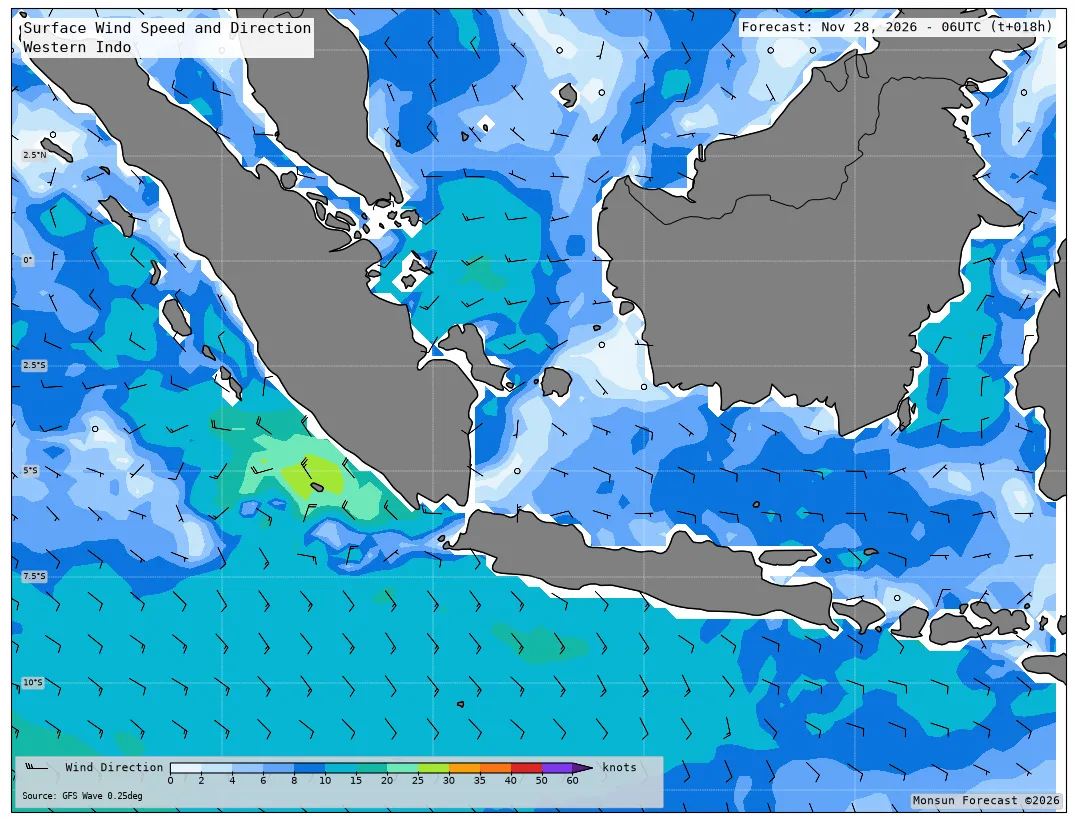 Surface Wind Speed and Direction
Western Indo
Forecast: Nov 28, 2026 - 06UTC (t+018h)
2.5°N
0°
2.5°S
5°S
7.5°S
10°S
Wind Direction
0 2 4 6 8 10 15 20 25 30 40 50 60 knots
Source: GFS Wave 0.25deg
Monsun Forecast ©2026